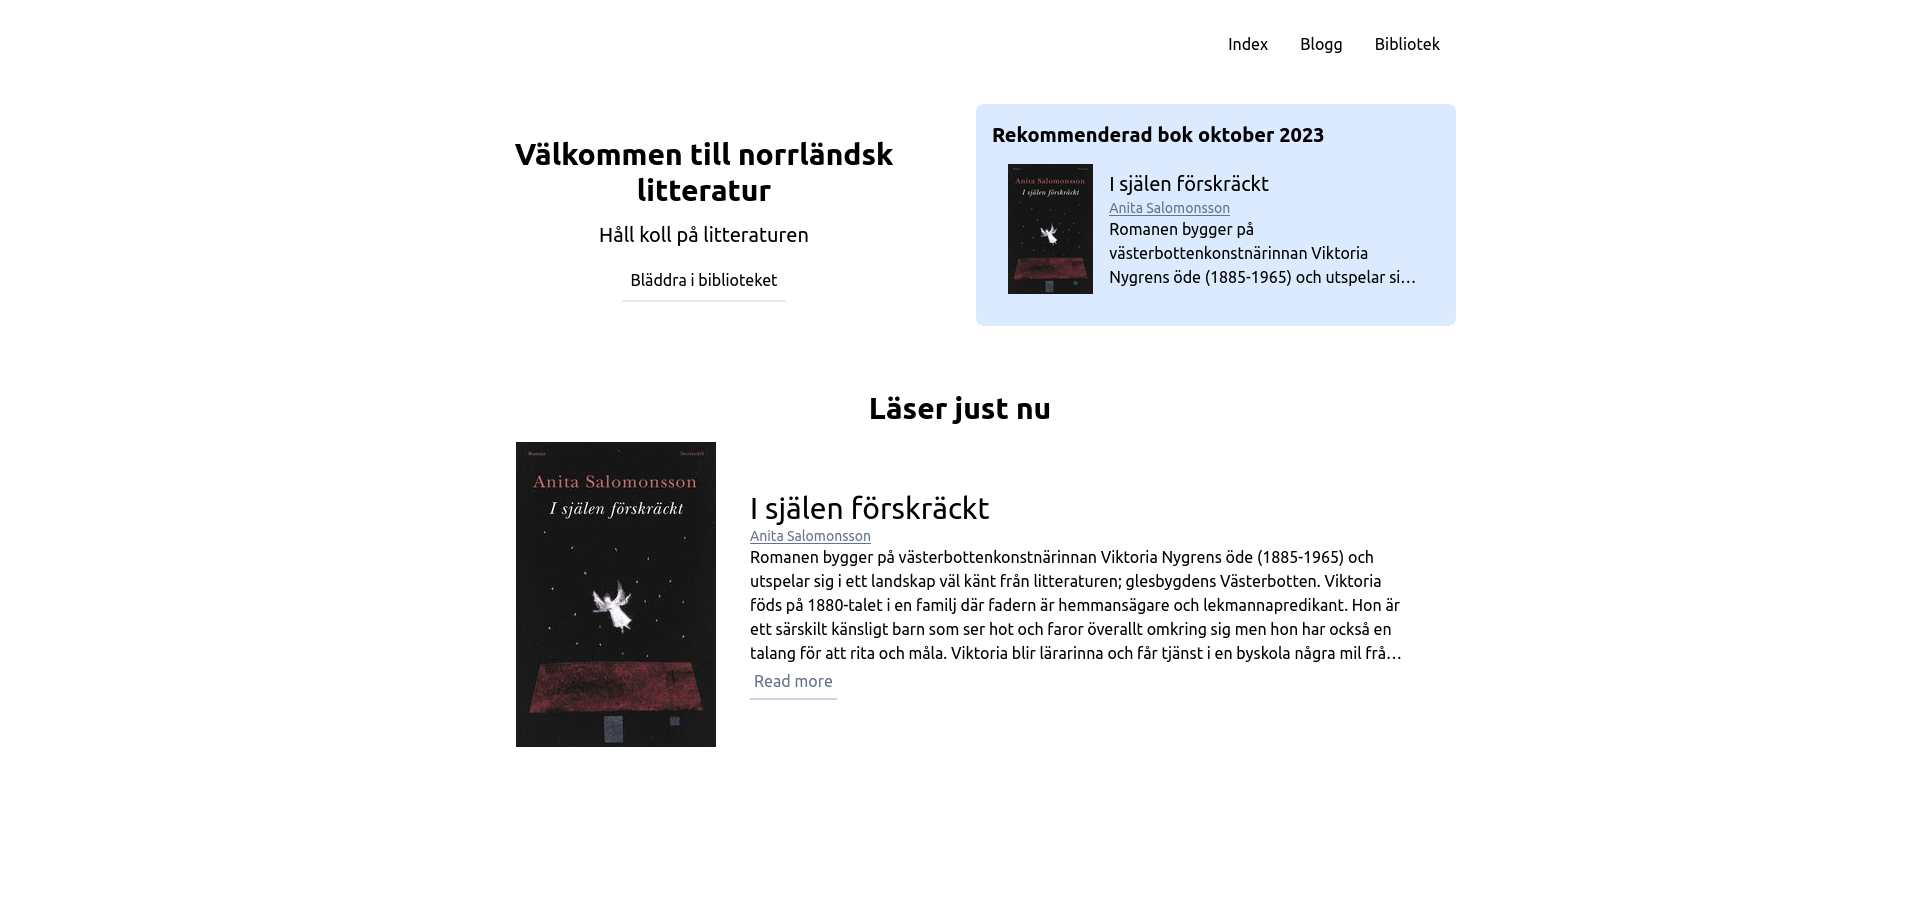 Index Blogg Bibliotek
Välkommen till norrländsk
litteratur
Håll koll på litteraturen
Bläddra i biblioteket
Rekommenderad bok oktober 2023
Anita Salomonsson
I själen förskräckt
I själen förskräckt
Anita Salomonsson
Romanen bygger på
västerbottenkonstnärinnan Viktoria
Nygrens öde (1885-1965) och utspelar si…
Läser just nu
Roman
Anita Salomonsson
I själen förskräckt
I själen förskräckt
Anita Salomonsson
Romanen bygger på västerbottenkonstnärinnan Viktoria Nygrens öde (1885-1965) och
utspelar sig i ett landskap väl känt från litteraturen; glesbygdens Västerbotten. Viktoria
föds på 1880-talet i en familj där fadern är hemmansägare och lekmannapredikant. Hon är
ett särskilt känsligt barn som ser hot och faror överallt omkring sig men hon har också en
talang för att rita och måla. Viktoria blir lärarinna och får tjänst i en byskola några mil frå…
Read more